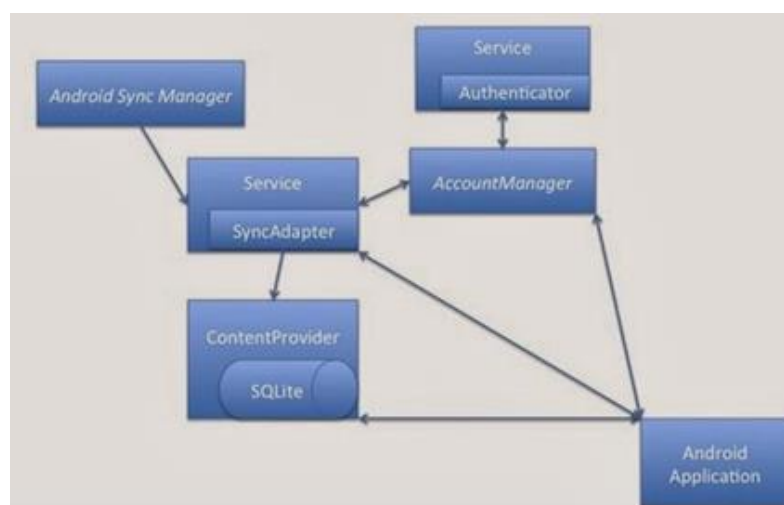 Service
Authenticator
Android Sync Manager
AccountManager
Service
SyncAdapter
ContentProvider
SQLite
Android
Application